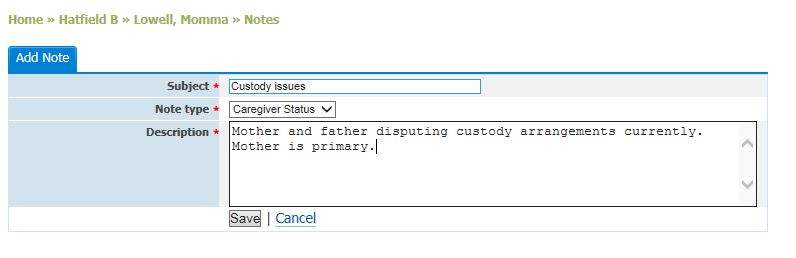 Home » Hatfield B » Lowell, Momma » Notes
Add Note
Subject * Custody issues
Note type * Caregiver Status
Description * Mother and father disputing custody arrangements currently.
Mother is primary.
Save | Cancel